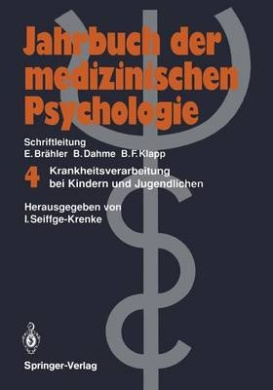 Jahrbuch der
medizinischen
Psychologie
Schriftleitung
E. Brähler B. Dahme B. F. Klapp
4 Krankheitsverarbeitung
bei Kindern und Jugendlichen
Herausgegeben von
I. Seiffge-Krenke
Springer-Verlag